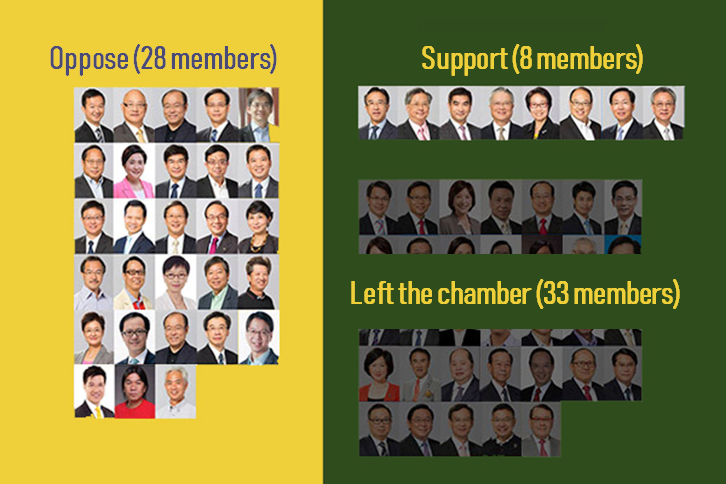 Oppose (28 members)
Support (8 members)
Left the chamber (33 members)